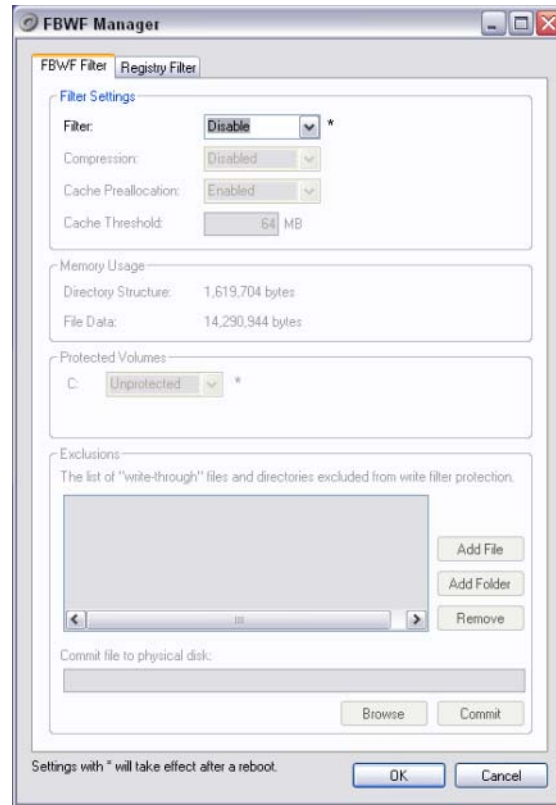 FBWF Manager
FBWF Filter Registry Filter
Filter Settings
Filter: Disable *
Compression: Disabled
Cache Preallocation: Enabled
Cache Threshold: 64 MB
Memory Usage
Directory Structure: 1,619,704 bytes
File Data: 14,290,944 bytes
Protected Volumes
C: Unprotected *
Exclusions
The list of "write-through" files and directories excluded from write filter protection.
Add File
Add Folder
Remove
Commit file to physical disk:
Browse Commit
Settings with * will take effect after a reboot. OK Cancel